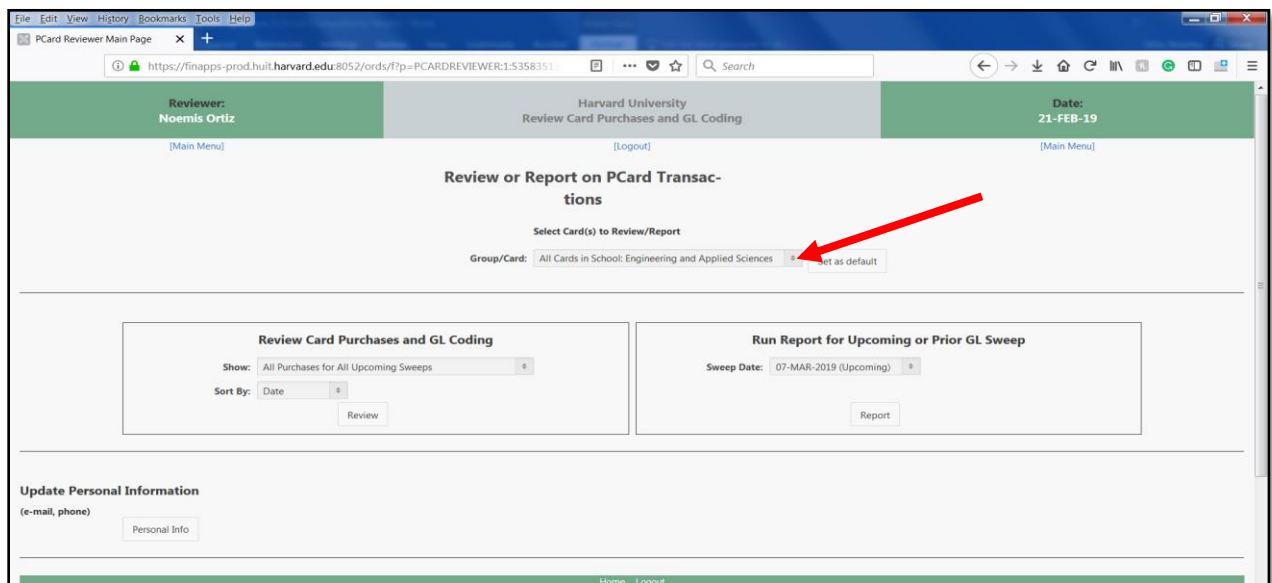 File Edit View History Bookmarks Tools Help
PCard Reviewer Main Page
https://finapps-prod.huit.harvard.edu:8052/ords/f?p=PCARDREVIEWER:1:5358351
Search
Reviewer:
Noemis Ortiz
Harvard University
Review Card Purchases and GL Coding
Date:
21-FEB-19
[Main Menu] [Logout] [Main Menu]
Review or Report on PCard Transac-
tions
Select Card(s) to Review/Report
Group/Card: All Cards in School: Engineering and Applied Sciences Set as default
Review Card Purchases and GL Coding
Show: All Purchases for All Upcoming Sweeps
Sort By: Date
Review
Run Report for Upcoming or Prior GL Sweep
Sweep Date: 07-MAR-2019 (Upcoming)
Report
Update Personal Information
(e-mail, phone)
Personal Info
Home Logout